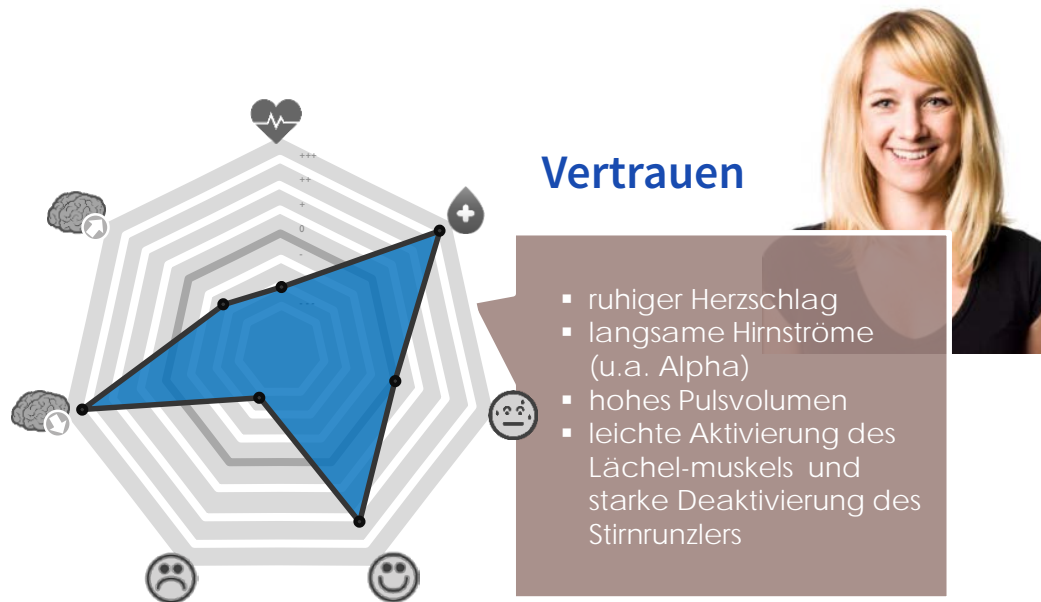 +++
++
+
0
-
- - -
Vertrauen
▪ ruhiger Herzschlag
▪ langsame Hirnströme
(u.a. Alpha)
▪ hohes Pulsvolumen
▪ leichte Aktivierung des
Lächel-muskels und
starke Deaktivierung des
Stirnrunzlers